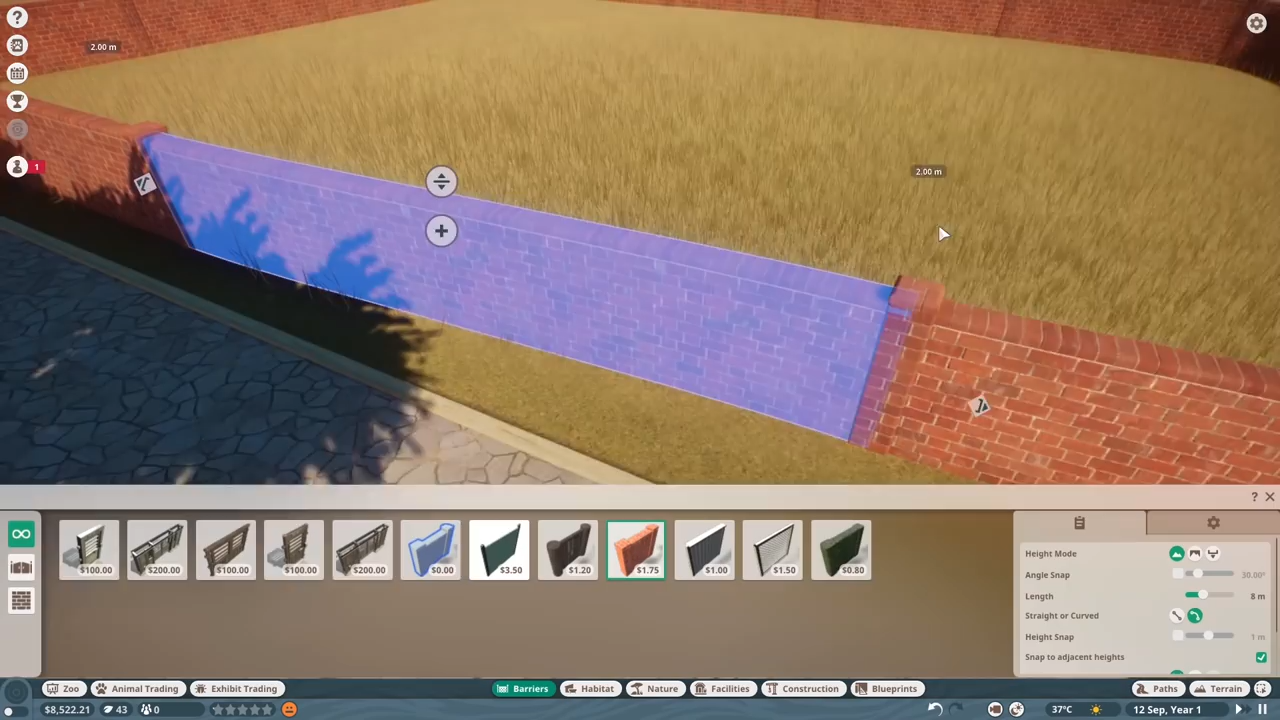 ?
2.00 m
1
2.00 m
? ×
$100.00 $200.00 $100.00 $100.00 $200.00 $0.00 $3.50 $1.20 $1.75 $1.00 $1.50 $0.80
Height Mode
Angle Snap 30.00°
Length 8 m
Straight or Curved
Height Snap 1 m
Snap to adjacent heights
Zoo Animal Trading Exhibit Trading Barriers Habitat Nature Facilities Construction Blueprints Paths Terrain
$8,522.21 43 0 37°C 12 Sep, Year 1